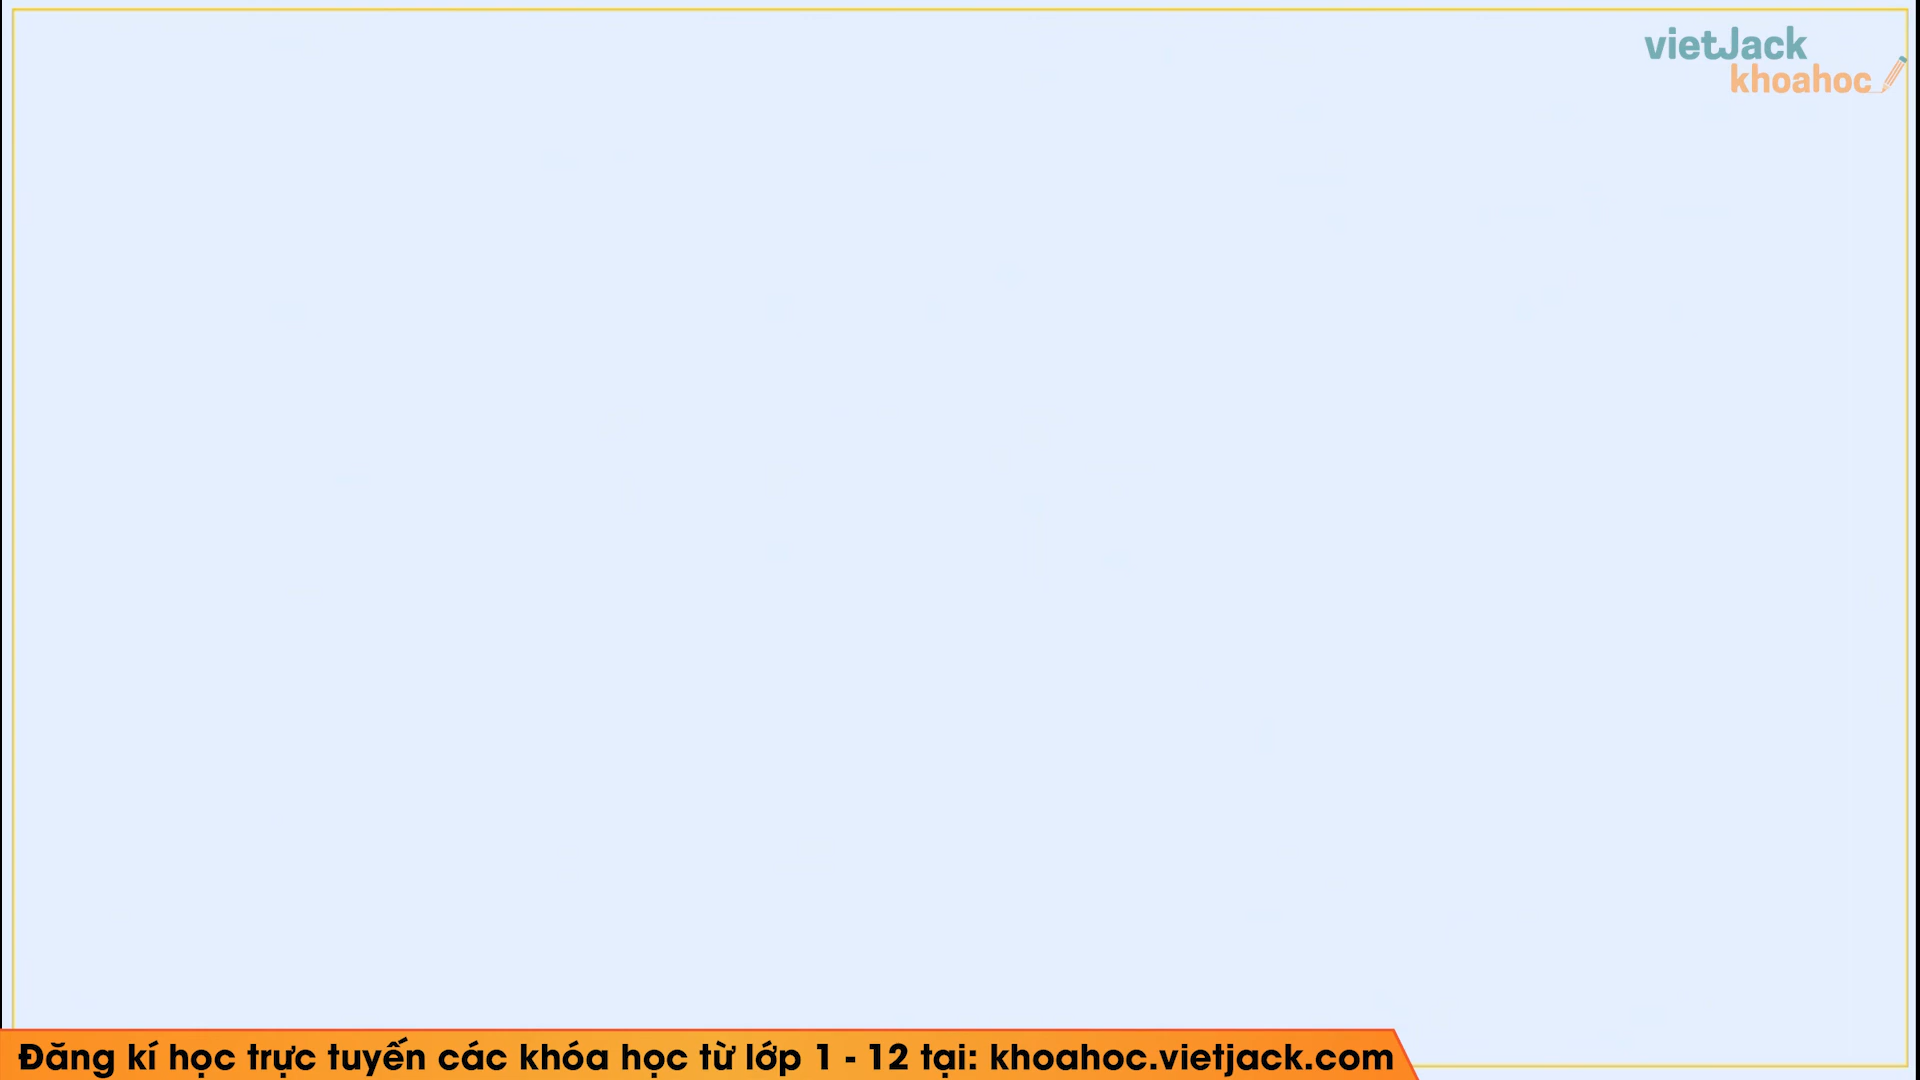 vietJack
khoahoc
Đăng kí học trực tuyến các khóa học từ lớp 1 - 12 tại: khoahoc.vietjack.com